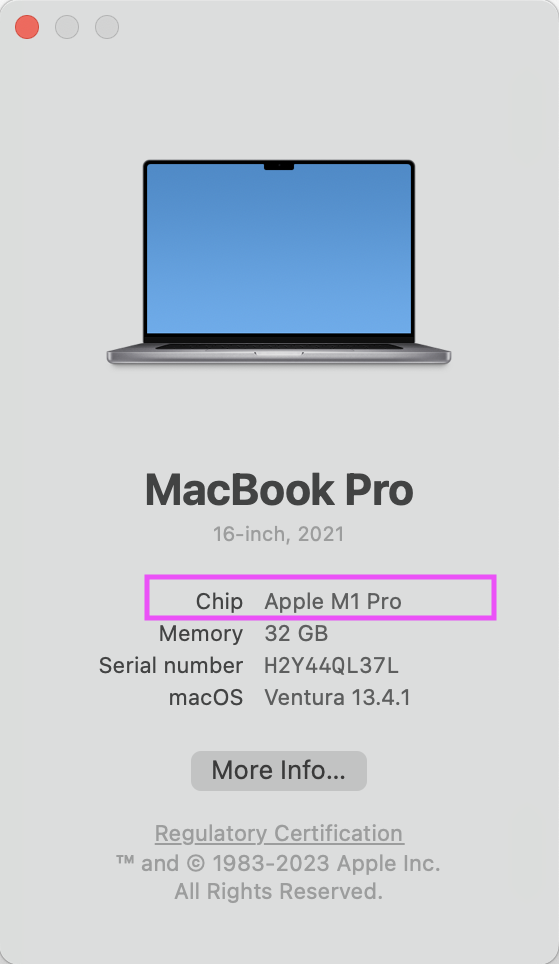 MacBook Pro
16-inch, 2021
Chip Apple M1 Pro
Memory 32 GB
Serial number H2Y44QL37L
macOS Ventura 13.4.1
More Info...
Regulatory Certification
™ and © 1983-2023 Apple Inc.
All Rights Reserved.